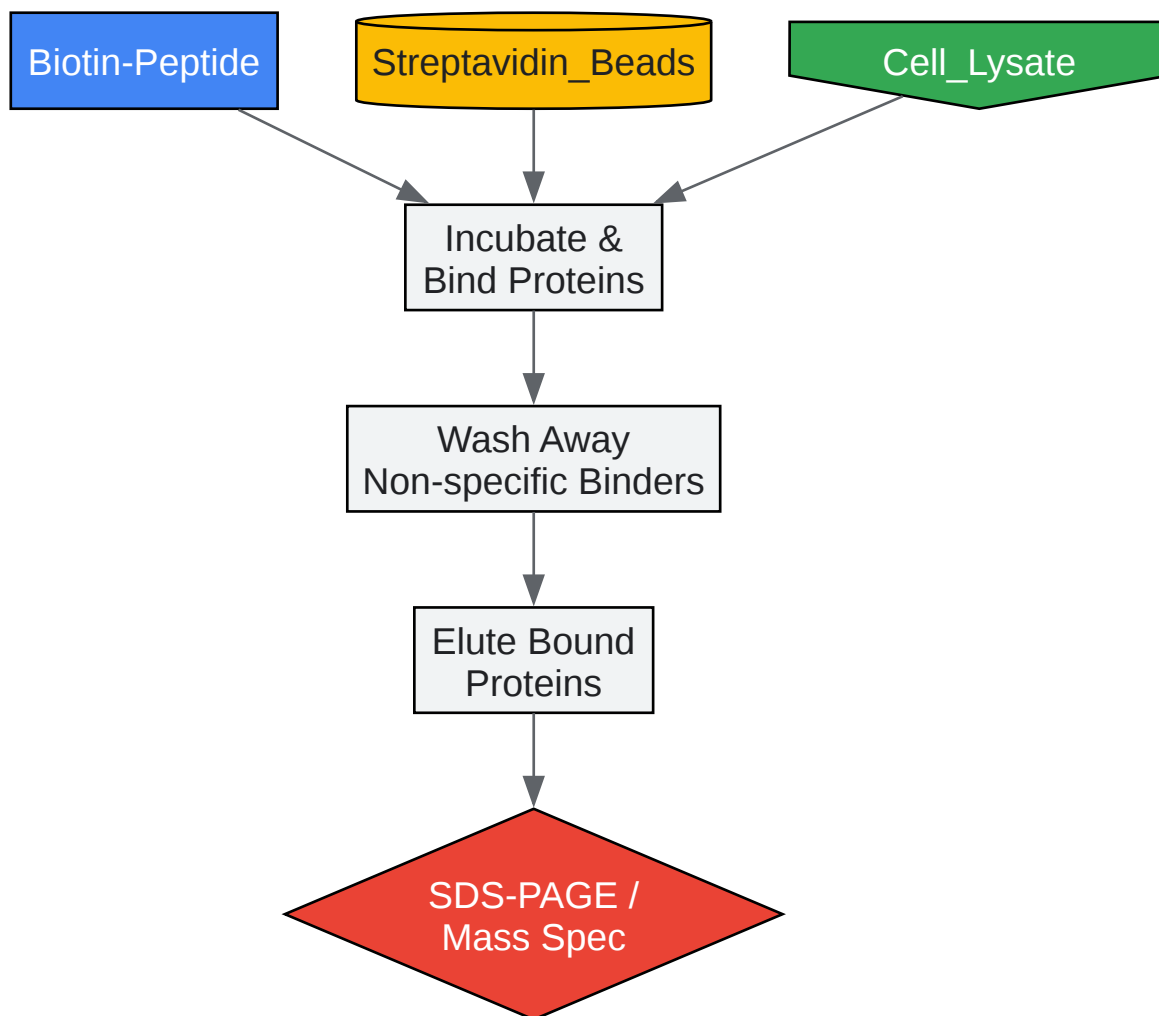 Biotin-Peptide
Streptavidin_Beads
Cell_Lysate
Incubate &
Bind Proteins
Wash Away
Non-specific Binders
Elute Bound
Proteins
SDS-PAGE /
Mass Spec